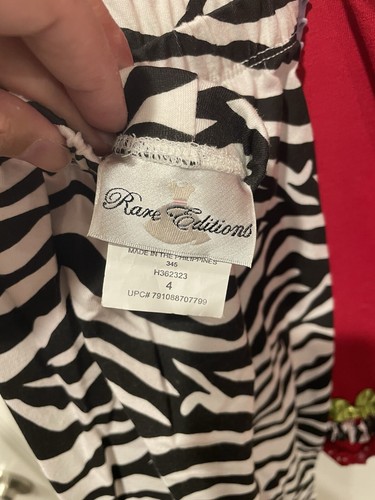 Rare Editions
MADE IN THE PHILIPPINES
345
H362323
4
UPC# 791088707799